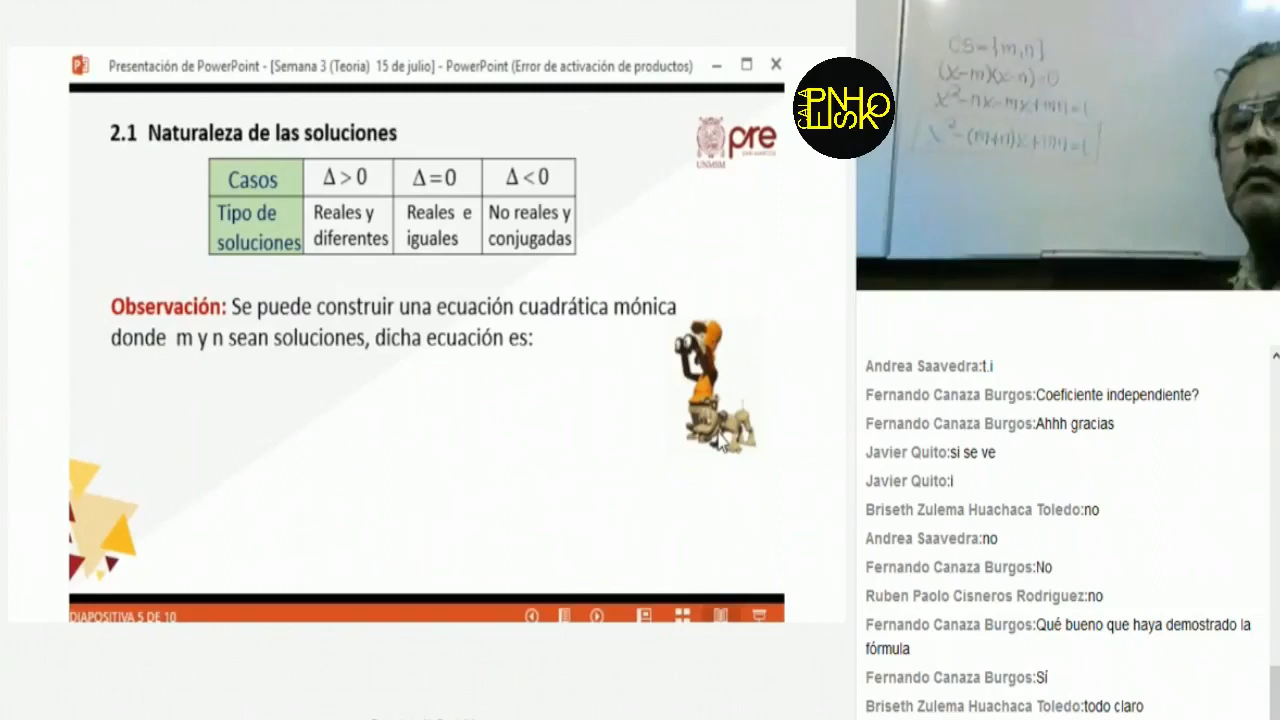 Presentación de PowerPoint - [Semana 3 (Teoria) 15 de julio] - PowerPoint (Error de activación de productos)
2.1 Naturaleza de las soluciones
UNMSM
pre
SAN MARCOS
Casos
Δ > 0
Δ = 0
Δ < 0
Tipo de soluciones
Reales y diferentes
Reales e iguales
No reales y conjugadas
Observación: Se puede construir una ecuación cuadrática mónica
donde m y n sean soluciones, dicha ecuación es:
DIAPOSITIVA 5 DE 10
CS={m,n}
(x-m)(x-n)=0
Andrea Saavedra:t.i
Fernando Canaza Burgos:Coeficiente independiente?
Fernando Canaza Burgos:Ahhh gracias
Javier Quito:si se ve
Javier Quito:i
Briseth Zulema Huachaca Toledo:no
Andrea Saavedra:no
Fernando Canaza Burgos:No
Ruben Paolo Cisneros Rodriguez:no
Fernando Canaza Burgos:Qué bueno que haya demostrado la
fórmula
Fernando Canaza Burgos:Sí
Briseth Zulema Huachaca Toledo:todo claro